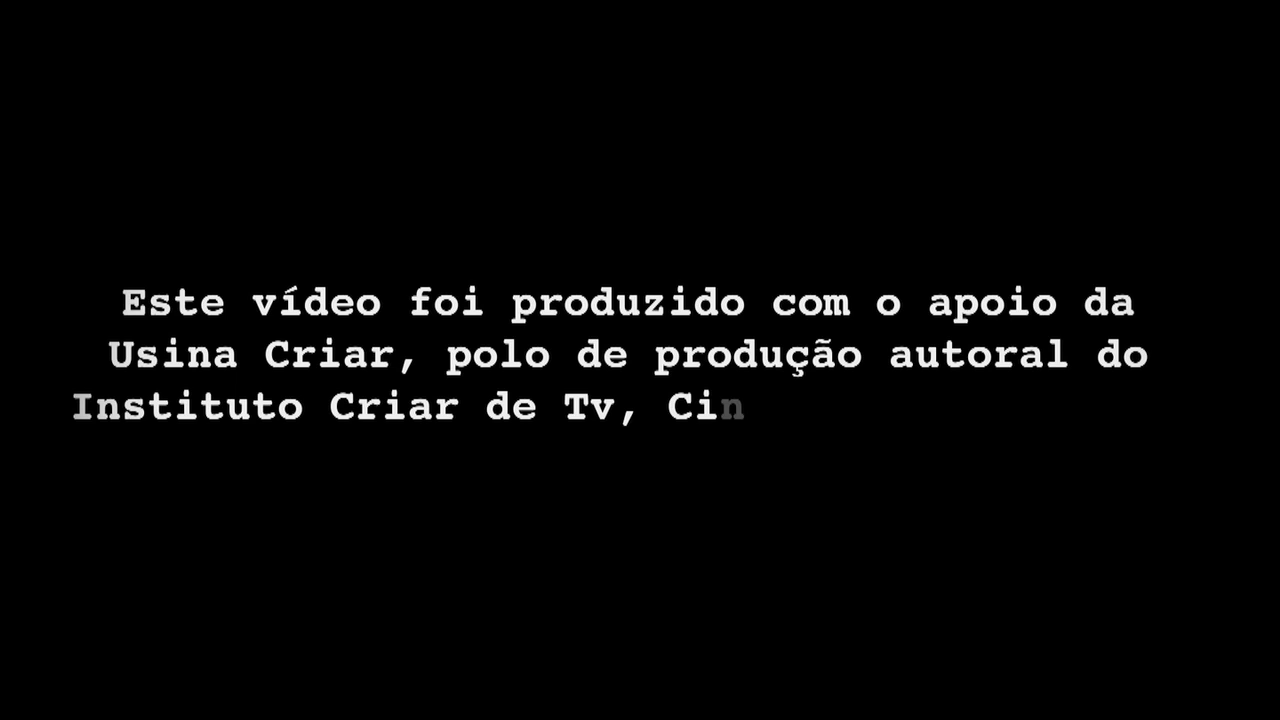 Este vídeo foi produzido com o apoio da
Usina Criar, polo de produção autoral do
Instituto Criar de Tv, Cin